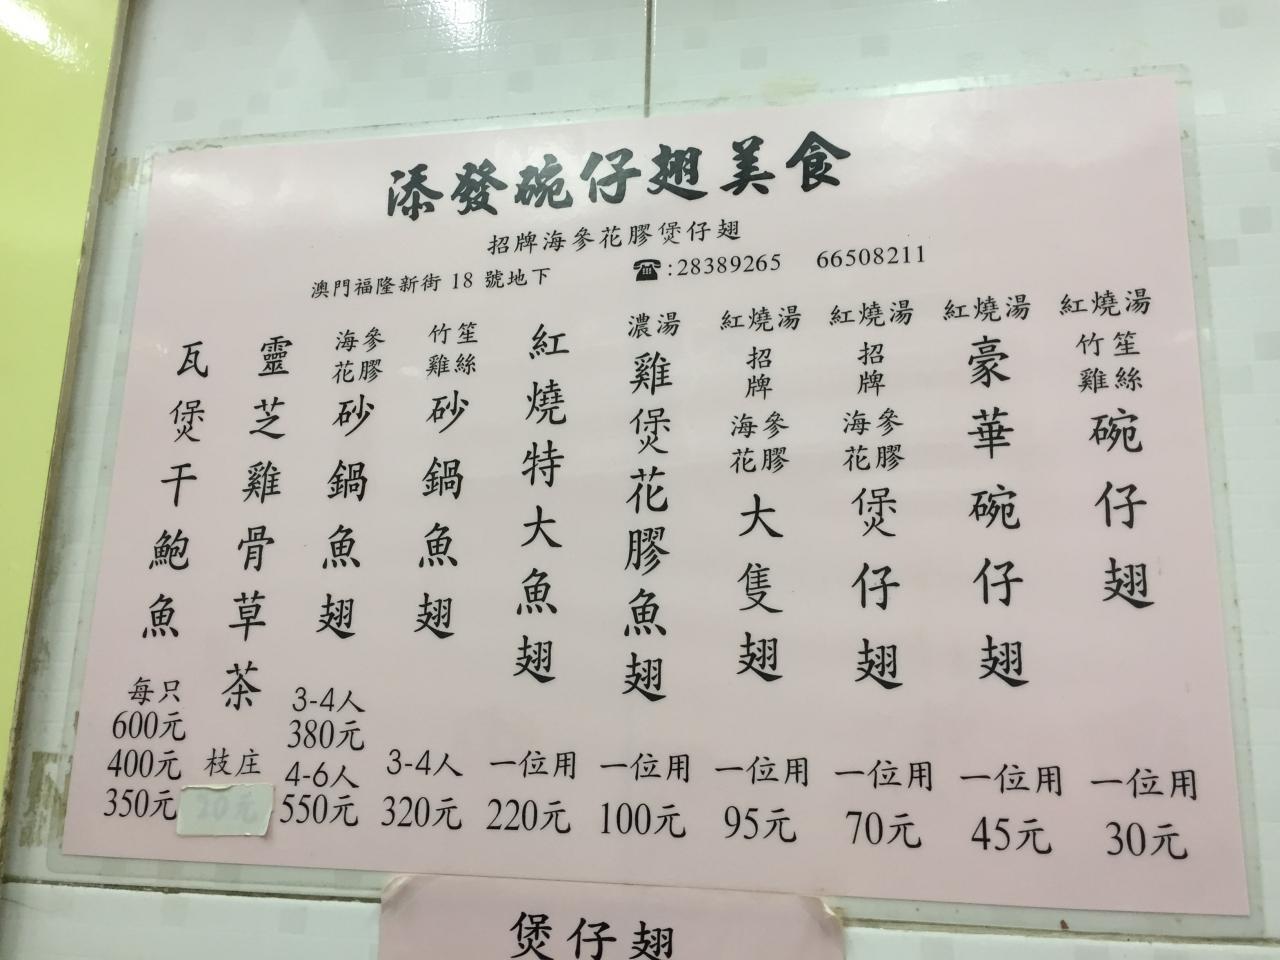 添發碗仔翅美食
招牌海參花膠煲仔翅
澳門福隆新街 18 號地下 ☎:28389265 66508211
紅燒湯 竹笙雞絲 碗仔翅 一位用 30元
紅燒湯 豪華碗仔翅 一位用 45元
紅燒湯 招牌 海參花膠 煲仔翅 一位用 70元
紅燒湯 招牌 海參花膠 大隻翅 一位用 95元
濃湯 雞煲花膠魚翅 一位用 100元
紅燒特大魚翅 一位用 220元
竹笙雞絲 砂鍋魚翅 3-4人 320元
海參花膠 砂鍋魚翅 3-4人 380元 4-6人 550元
靈芝雞骨草茶 枝庄 20元
瓦煲干鮑魚 每只 600元 400元 350元
煲仔翅